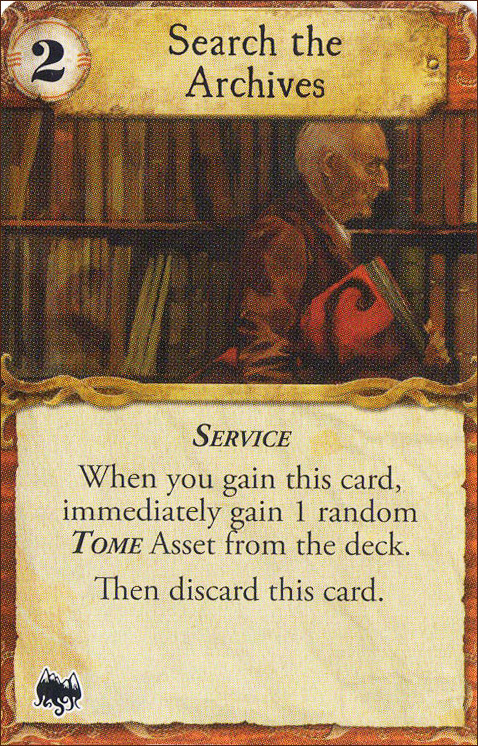 2
Search the
Archives
SERVICE
When you gain this card,
immediately gain 1 random
TOME Asset from the deck.
Then discard this card.